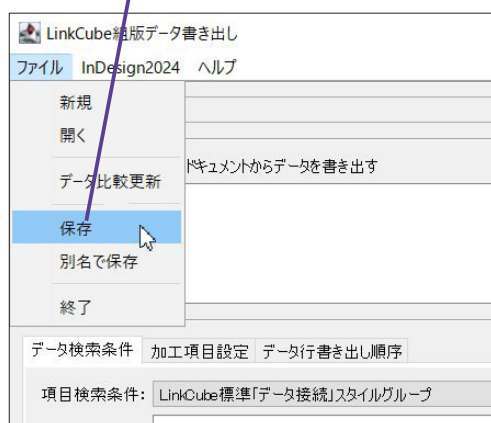 LinkCube組版データ書き出し
ファイル InDesign2024 ヘルプ
新規
開く
ドキュメントからデータを書き出す
データ比較更新
保存
別名で保存
終了
データ検索条件 加工項目設定 データ行書き出し順序
項目検索条件: LinkCube標準「データ接続」スタイルグループ